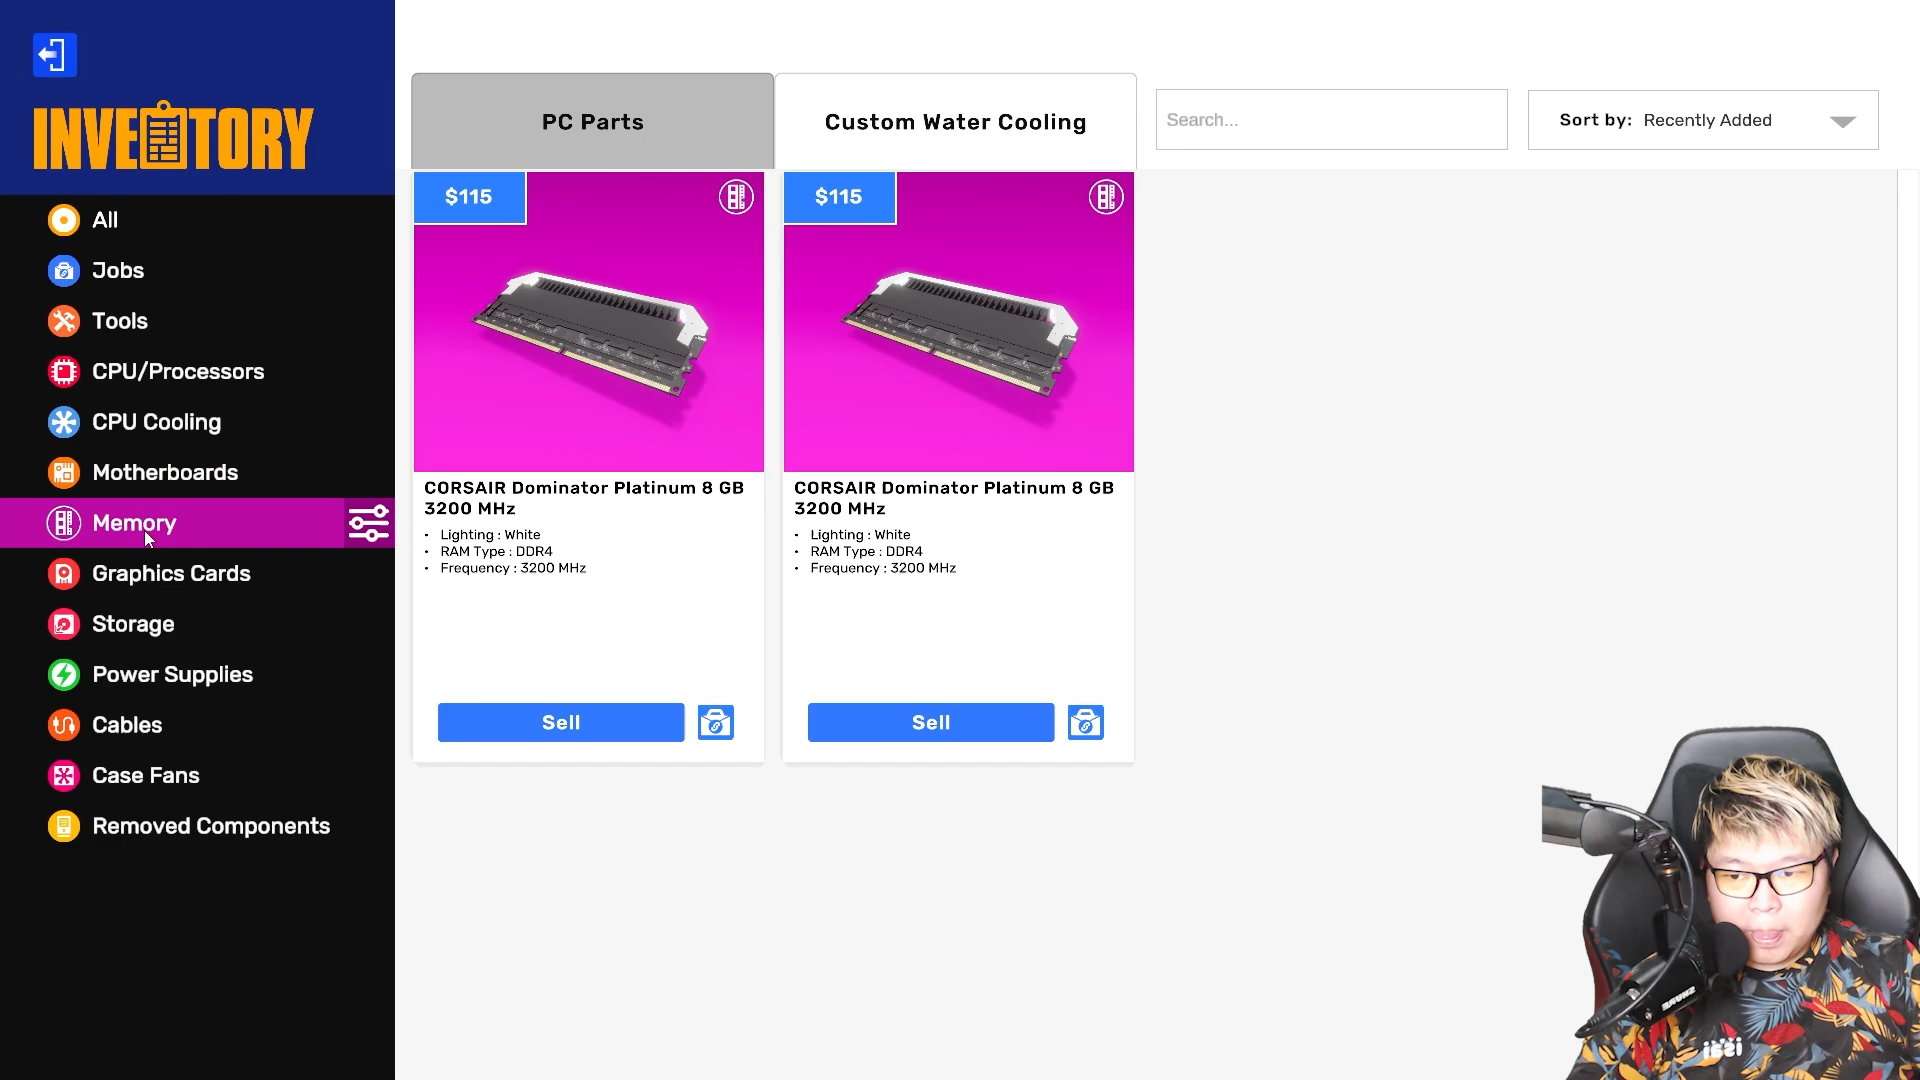 INVENTORY
All
Jobs
Tools
CPU/Processors
CPU Cooling
Motherboards
Memory
Graphics Cards
Storage
Power Supplies
Cables
Case Fans
Removed Components
PC Parts
Custom Water Cooling
Search...
Sort by: Recently Added
$115
CORSAIR Dominator Platinum 8 GB
3200 MHz
• Lighting : White
• RAM Type : DDR4
• Frequency : 3200 MHz
Sell
$115
CORSAIR Dominator Platinum 8 GB
3200 MHz
• Lighting : White
• RAM Type : DDR4
• Frequency : 3200 MHz
Sell
SHURE